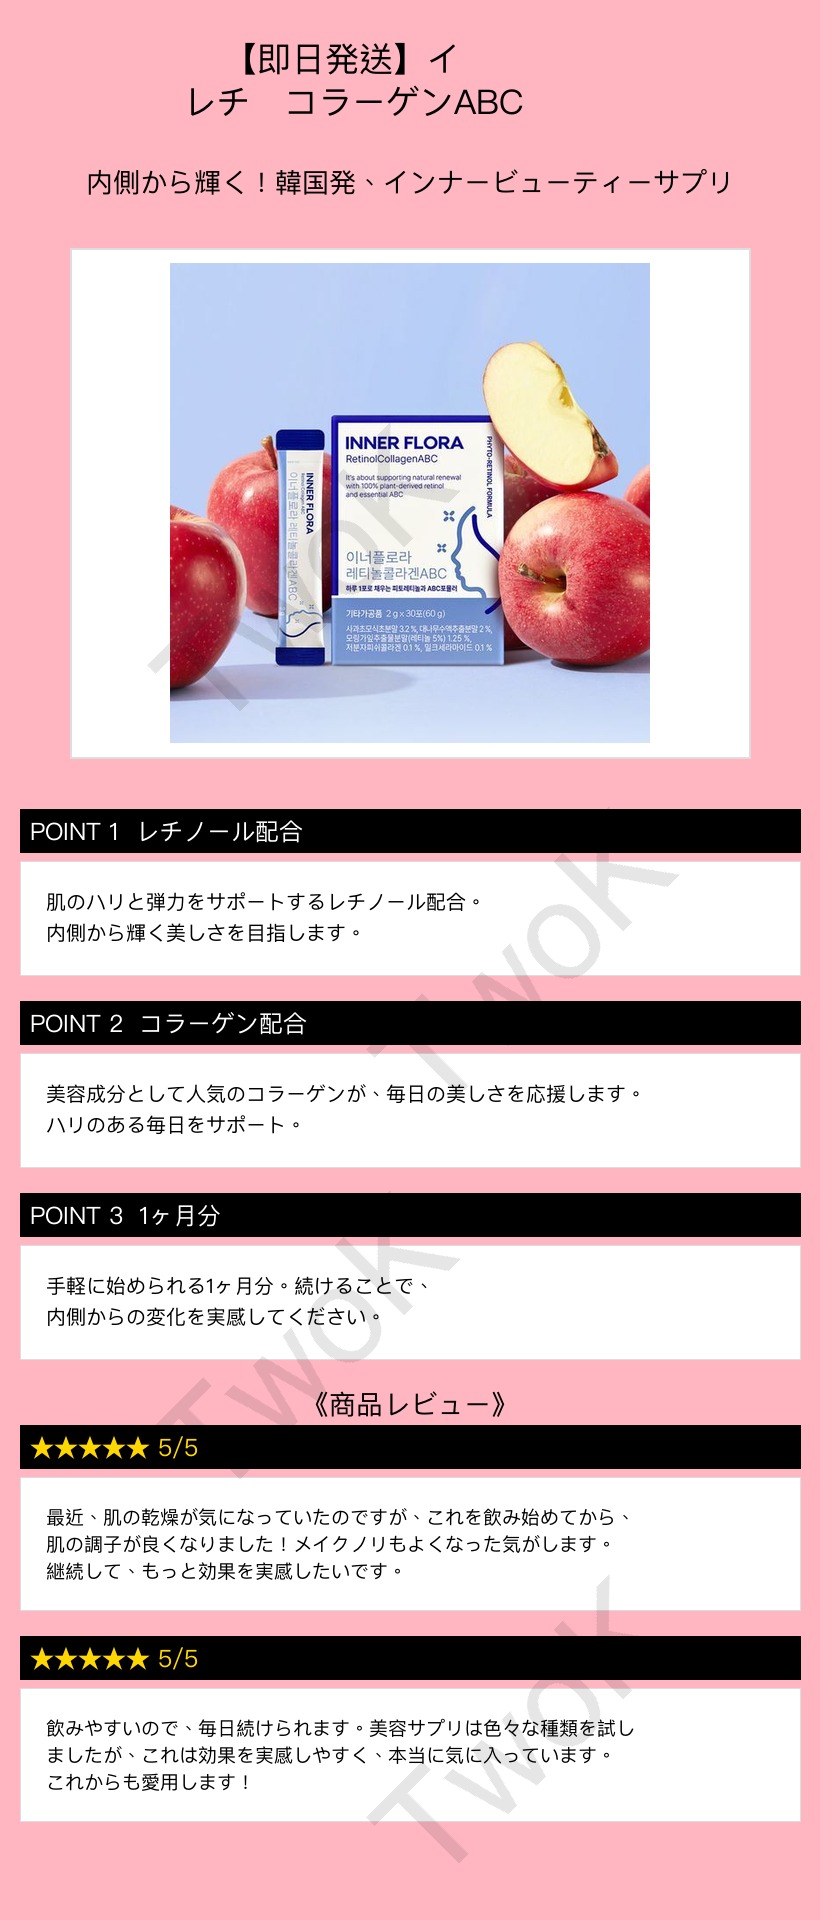 【即日発送】イ
レチ　コラーゲンABC
内側から輝く！韓国発、インナービューティーサプリ
INNER FLORA
RetinolCollagenABC
It's about supporting natural renewal
with 100% plant-derived retinol
and essential ABC
PHYTO-RETINOL FORMULA
이너플로라
레티놀콜라겐ABC
하루 1포로 채우는 피토레티놀과 ABC포뮬러
기타가공품 2 g x 30포(60 g)
사과초모식초분말 3.2 %, 대나무수액추출분말 2 %,
모링가잎추출물분말(레티놀 5%) 1.25 %,
저분자피쉬콜라겐 0.1 %, 밀크세라마이드 0.1 %
INNER FLORA
Retinol Collagen ABC
이너플로라 레티놀콜라겐ABC
POINT 1 レチノール配合
肌のハリと弾力をサポートするレチノール配合。
内側から輝く美しさを目指します。
POINT 2 コラーゲン配合
美容成分として人気のコラーゲンが、毎日の美しさを応援します。
ハリのある毎日をサポート。
POINT 3 1ヶ月分
手軽に始められる1ヶ月分。続けることで、
内側からの変化を実感してください。
《商品レビュー》
★★★★★ 5/5
最近、肌の乾燥が気になっていたのですが、これを飲み始めてから、
肌の調子が良くなりました！メイクノリもよくなった気がします。
継続して、もっと効果を実感したいです。
★★★★★ 5/5
飲みやすいので、毎日続けられます。美容サプリは色々な種類を試し
ましたが、これは効果を実感しやすく、本当に気に入っています。
これからも愛用します！
TwoK
TwoK
TwoK
TwoK